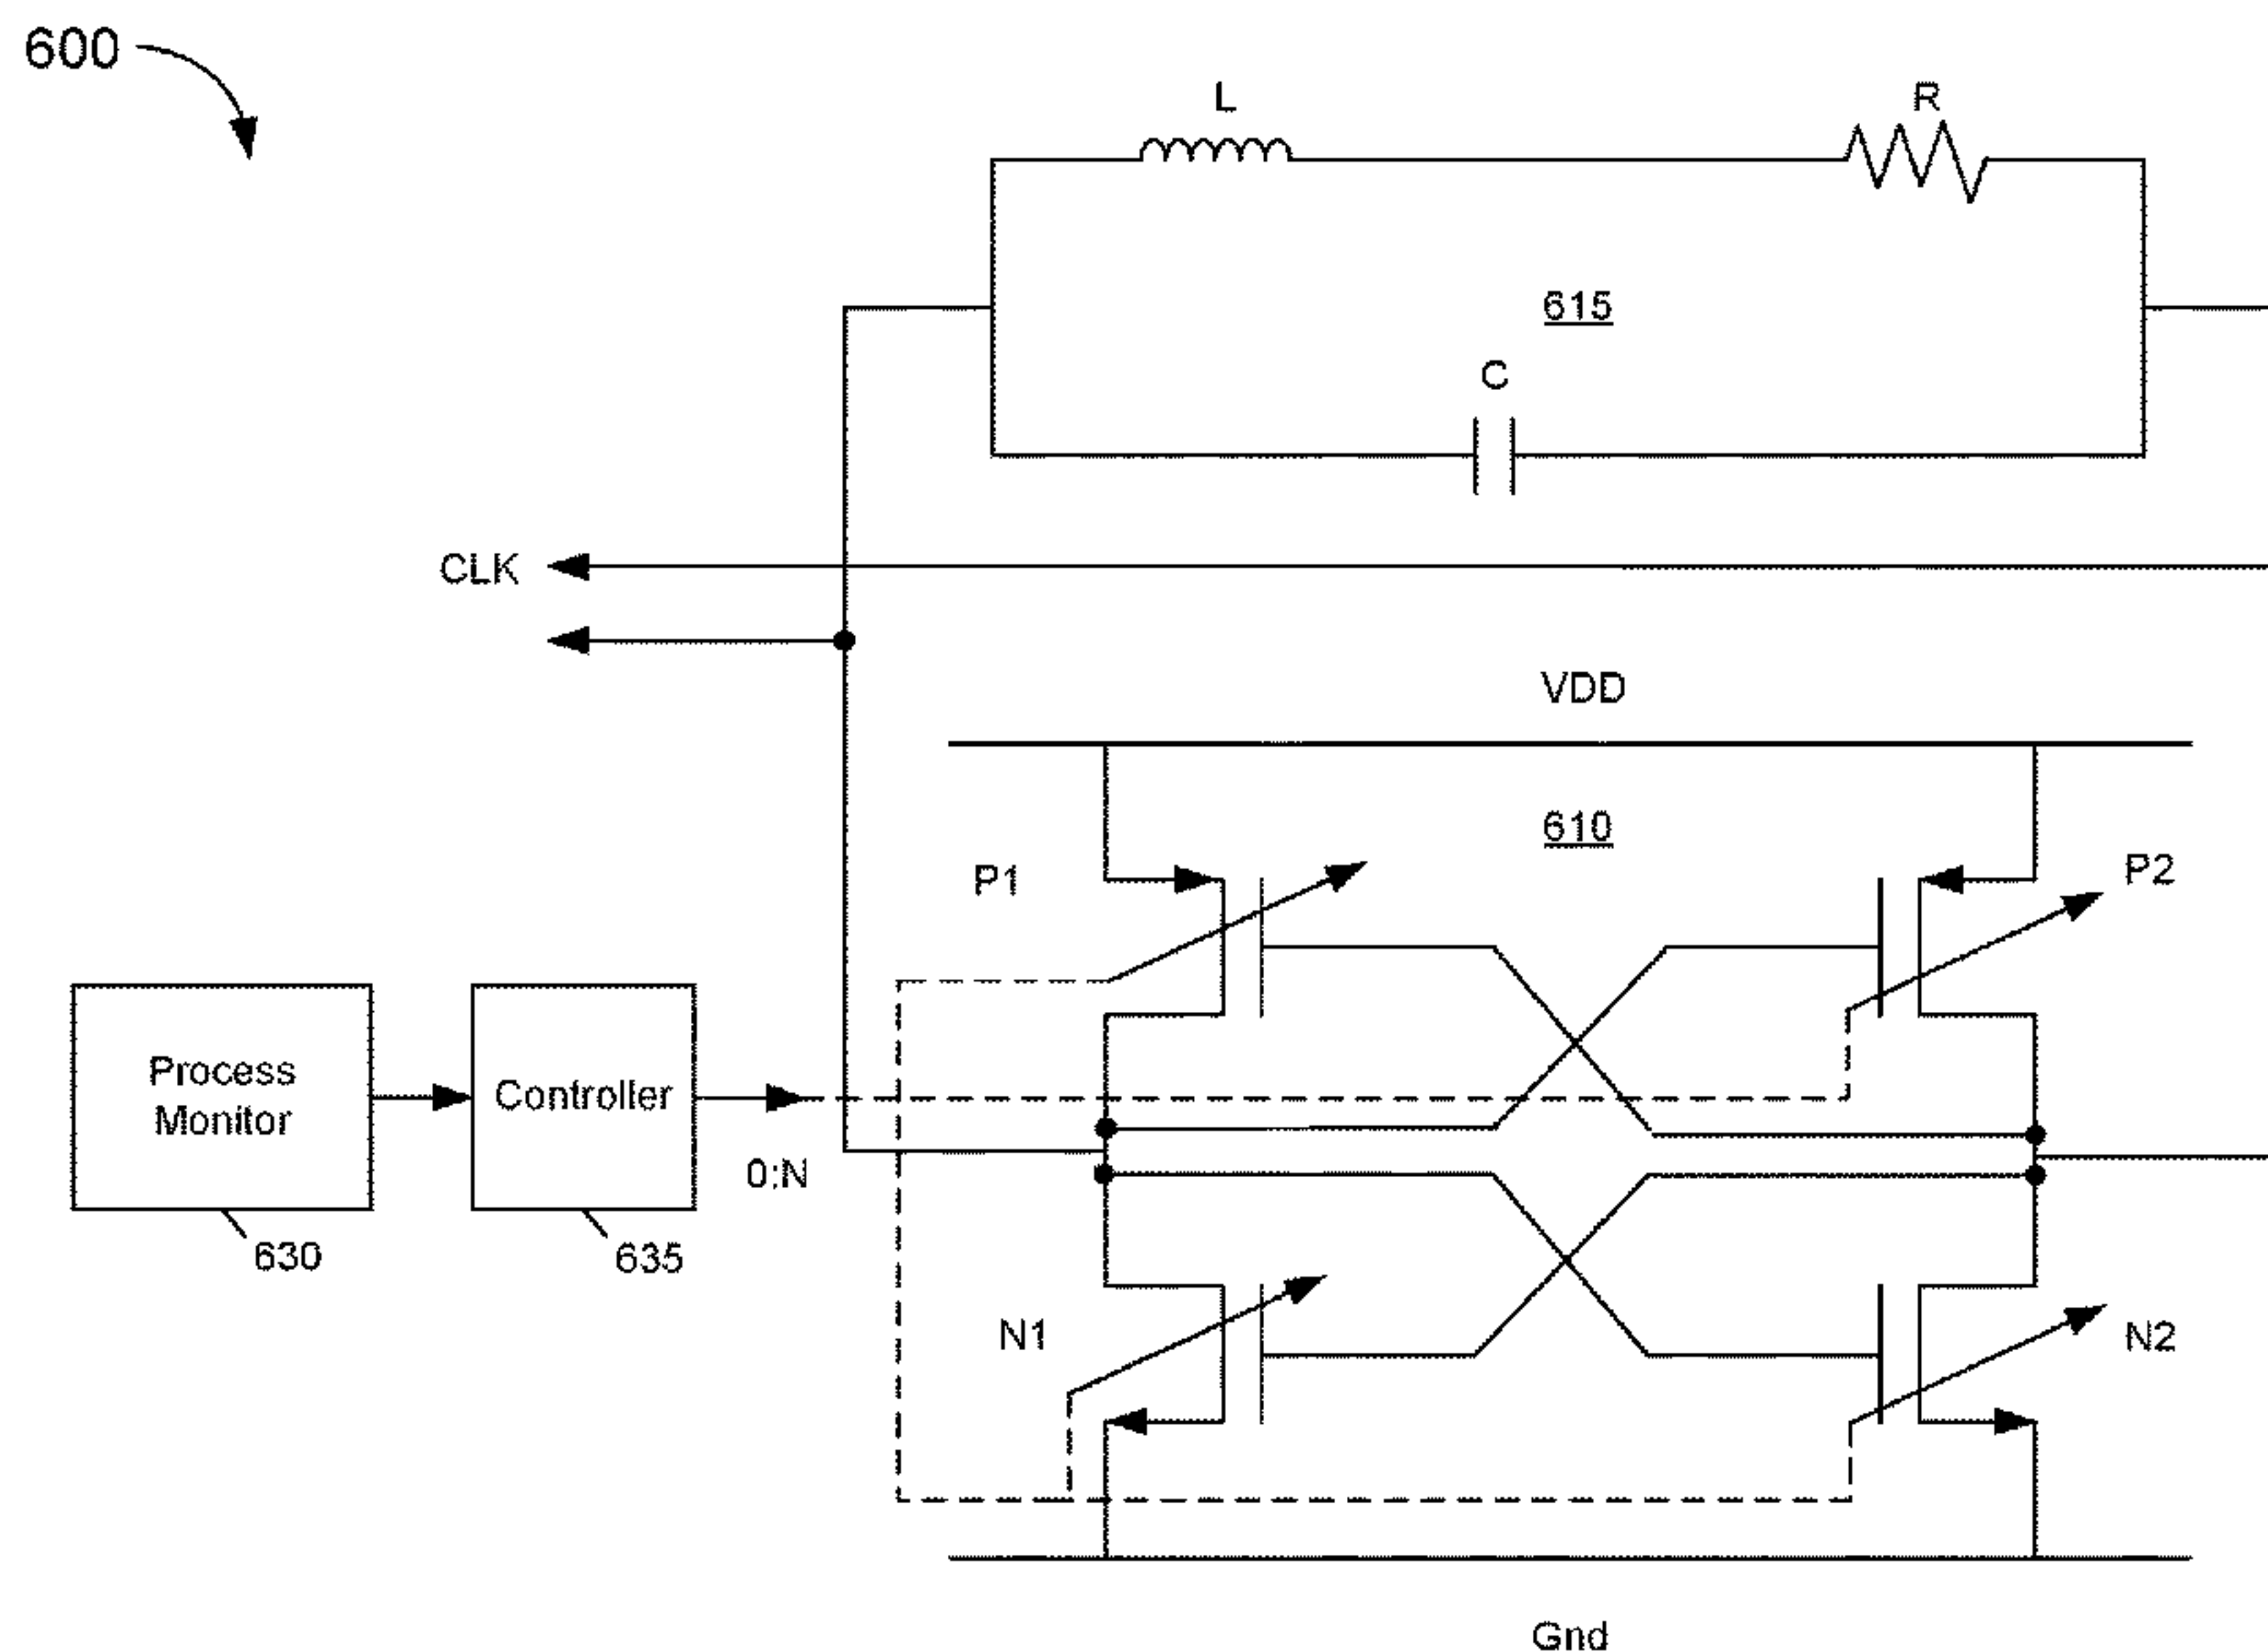 600
L
R
615
C
CLK
VDD
610
P1
P2
Process
Monitor
Controller
0:N
630
635
N1
N2
Gnd